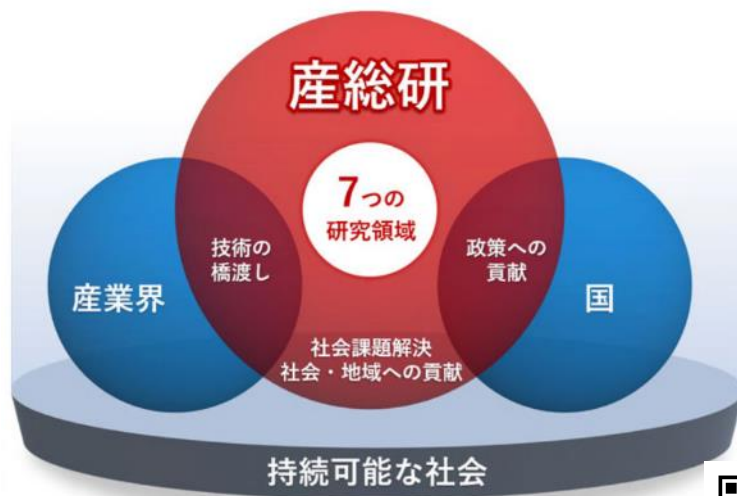 産総研
7つの
研究領域
技術の
橋渡し
政策への
貢献
産業界
国
社会課題解決
社会・地域への貢献
持続可能な社会